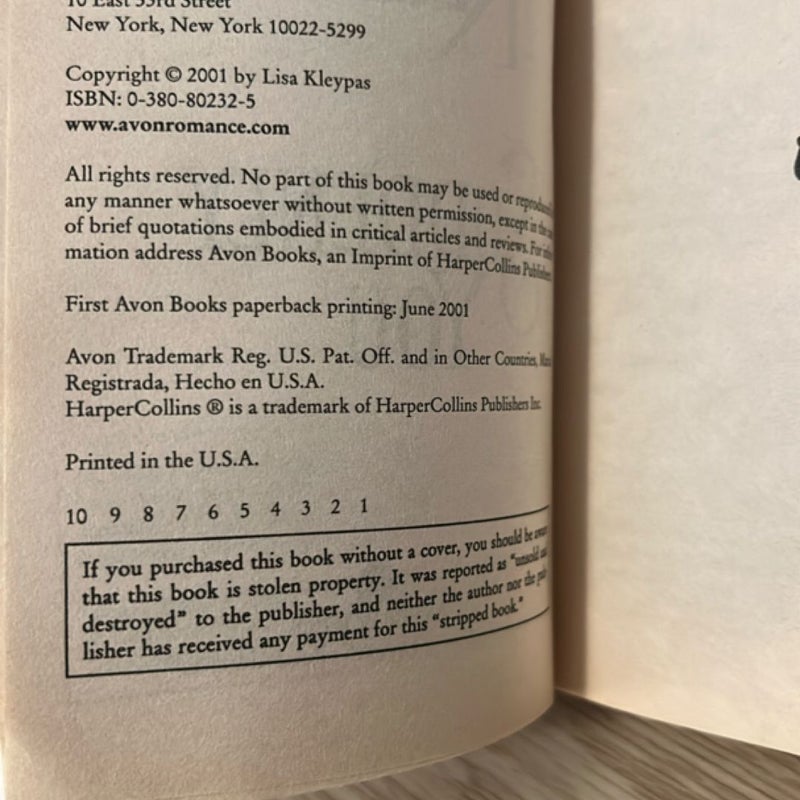 10 East 53rd Street
New York, New York 10022-5299
Copyright © 2001 by Lisa Kleypas
ISBN: 0-380-80232-5
www.avonromance.com
All rights reserved. No part of this book may be used or
any manner whatsoever without written permission, except in the
of brief quotations embodied in critical articles and reviews. For
mation address Avon Books, an Imprint of HarperCollins
First Avon Books paperback printing: June 2001
Avon Trademark Reg. U.S. Pat. Off. and in Other Countries,
Registrada, Hecho en U.S.A.
HarperCollins ® is a trademark of HarperCollins Publishers Inc.
Printed in the U.S.A.
10 9 8 7 6 5 4 3 2 1
If you purchased this book without a cover, you should be
that this book is stolen property. It was reported as "unsold
destroyed" to the publisher, and neither the author nor the
lisher has received any payment for this "stripped book."